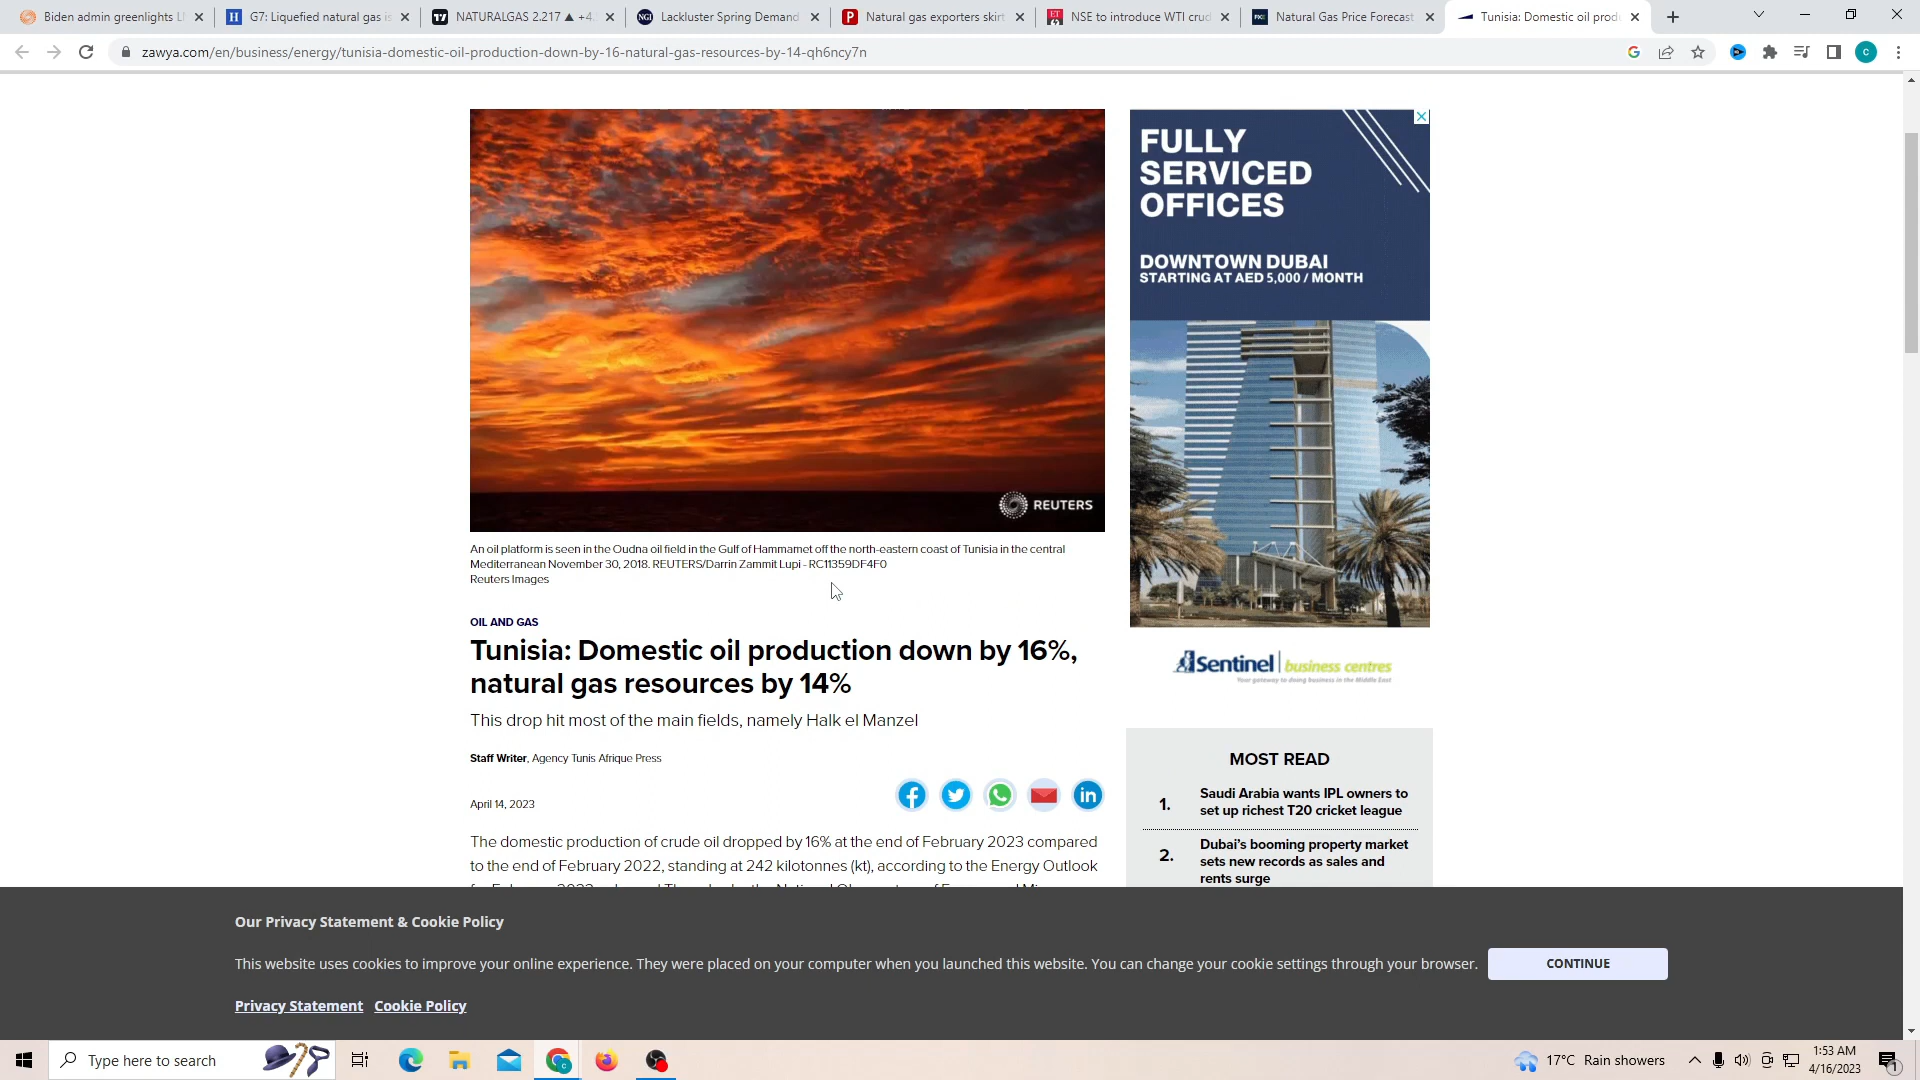 Biden admin greenlights Ll
G7: Liquefied natural gas is
NATURALGAS 2.217 ▲ +4.
Lackluster Spring Demand
Natural gas exporters skirt
NSE to introduce WTI crud
Natural Gas Price Forecast
Tunisia: Domestic oil produ
zawya.com/en/business/energy/tunisia-domestic-oil-production-down-by-16-natural-gas-resources-by-14-qh6ncy7n
FULLY
SERVICED
OFFICES
DOWNTOWN DUBAI
STARTING AT AED 5,000 / MONTH
REUTERS
An oil platform is seen in the Oudna oil field in the Gulf of Hammamet off the north-eastern coast of Tunisia in the central
Mediterranean November 30, 2018. REUTERS/Darrin Zammit Lupi - RC11359DF4F0
Reuters Images
OIL AND GAS
Tunisia: Domestic oil production down by 16%,
natural gas resources by 14%
This drop hit most of the main fields, namely Halk el Manzel
Staff Writer, Agency Tunis Afrique Press
April 14, 2023
The domestic production of crude oil dropped by 16% at the end of February 2023 compared
to the end of February 2022, standing at 242 kilotonnes (kt), according to the Energy Outlook
Sentinel business centres
Your gateway to doing business in the Middle East
MOST READ
1. Saudi Arabia wants IPL owners to
set up richest T20 cricket league
2. Dubai's booming property market
sets new records as sales and
rents surge
Our Privacy Statement & Cookie Policy
This website uses cookies to improve your online experience. They were placed on your computer when you launched this website. You can change your cookie settings through your browser.
CONTINUE
Privacy Statement Cookie Policy
Type here to search
17°C Rain showers
1:53 AM
4/16/2023